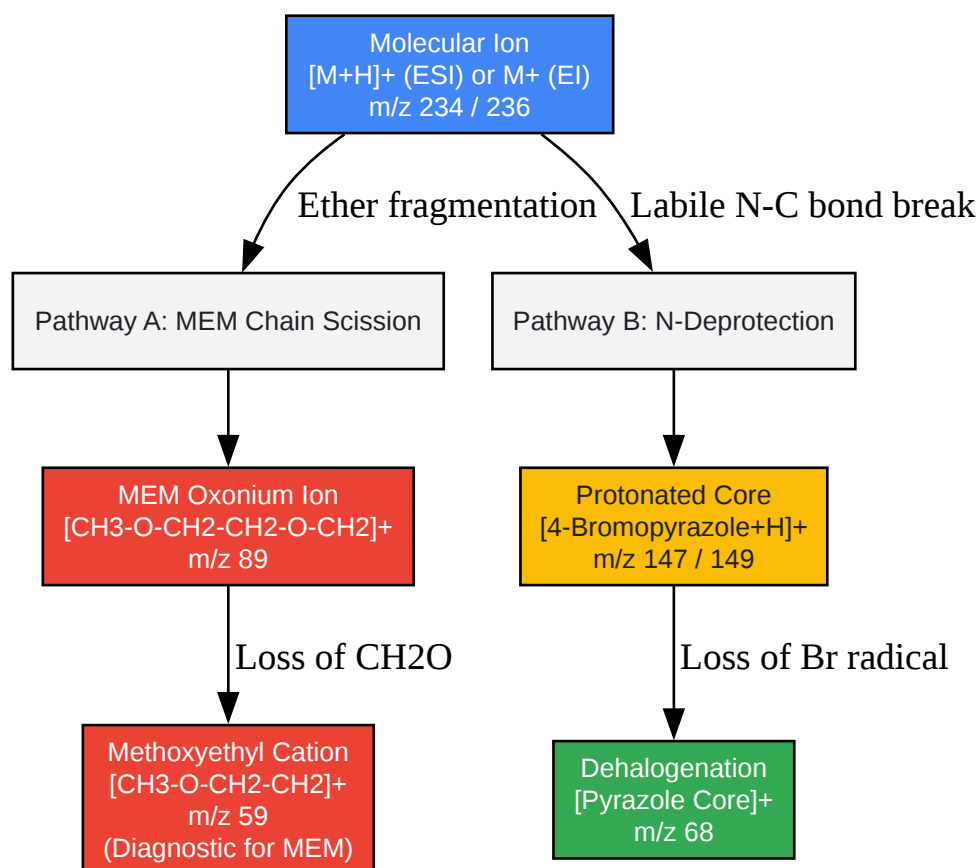 Molecular Ion
[M+H]+ (ESI) or M+ (EI)
m/z 234 / 236
Ether fragmentation
Labile N-C bond break
Pathway A: MEM Chain Scission
Pathway B: N-Deprotection
MEM Oxonium Ion
[CH3-O-CH2-CH2-O-CH2]+
m/z 89
Protonated Core
[4-Bromopyrazole+H]+
m/z 147 / 149
Loss of CH2O
Loss of Br radical
Methoxyethyl Cation
[CH3-O-CH2-CH2]+
m/z 59
(Diagnostic for MEM)
Dehalogenation
[Pyrazole Core]+
m/z 68